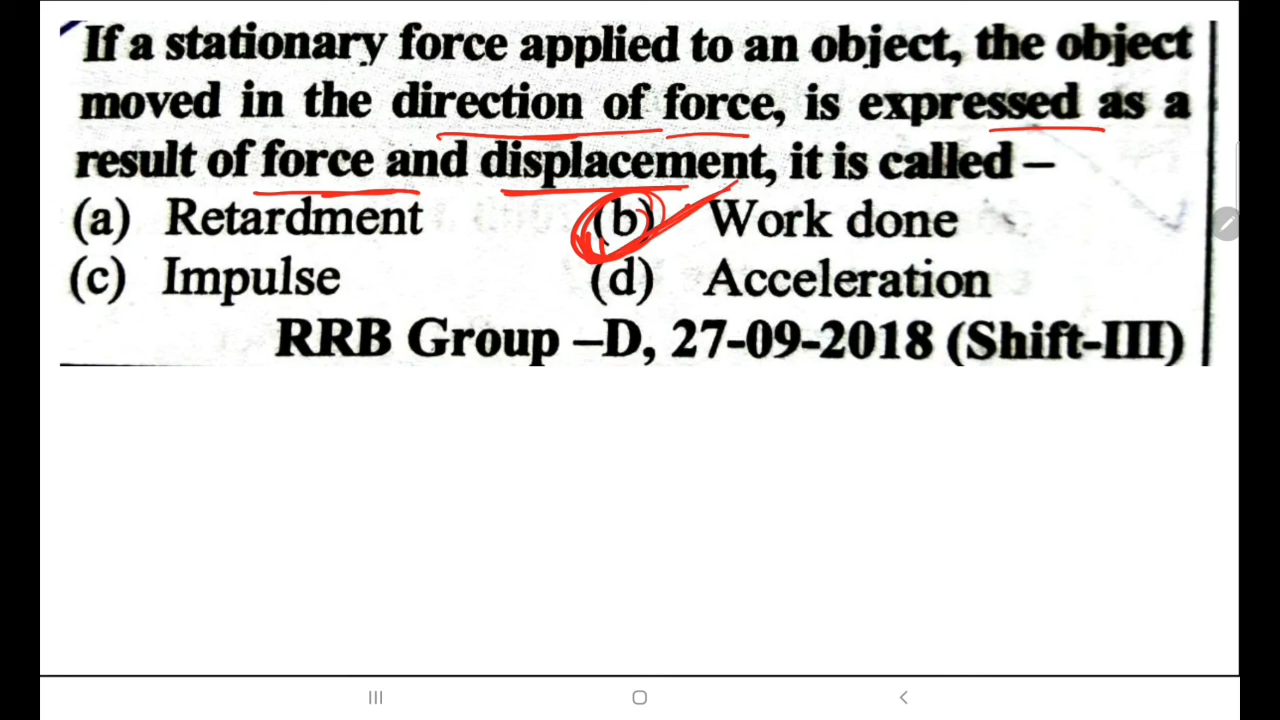 If a stationary force applied to an object, the object
moved in the direction of force, is expressed as a
result of force and displacement, it is called –
(a) Retardment (b) Work done
(c) Impulse (d) Acceleration
RRB Group –D, 27-09-2018 (Shift-III)